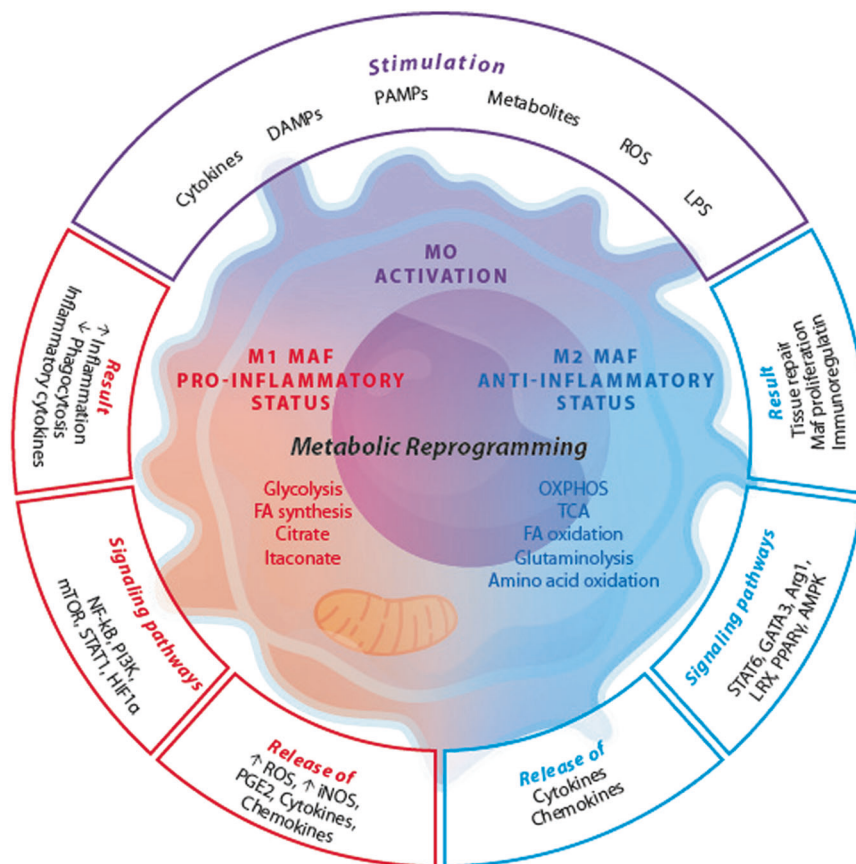 Stimulation
Cytokines
DAMPs
PAMPs
Metabolites
ROS
LPS
MO
ACTIVATION
M1 MAF
PRO-INFLAMMATORY
STATUS
M2 MAF
ANTI-INFLAMMATORY
STATUS
Metabolic Reprogramming
Glycolysis
FA synthesis
Citrate
Itaconate
OXPHOS
TCA
FA oxidation
Glutaminolysis
Amino acid oxidation
Result
↑ Inflammation
↓ Phagocytosis
Inflammatory cytokines
Signaling pathways
NF-kB, PI3K,
mTOR, STAT1, HIF1α
Release of
↑ ROS, ↑ iNOS,
PGE2, Cytokines,
Chemokines
Release of
Cytokines
Chemokines
Signaling pathways
STAT6, GATA3, Arg1,
LRX, PPARγ, AMPK
Result
Tissue repair
Maf proliferation
Immunoregulatin